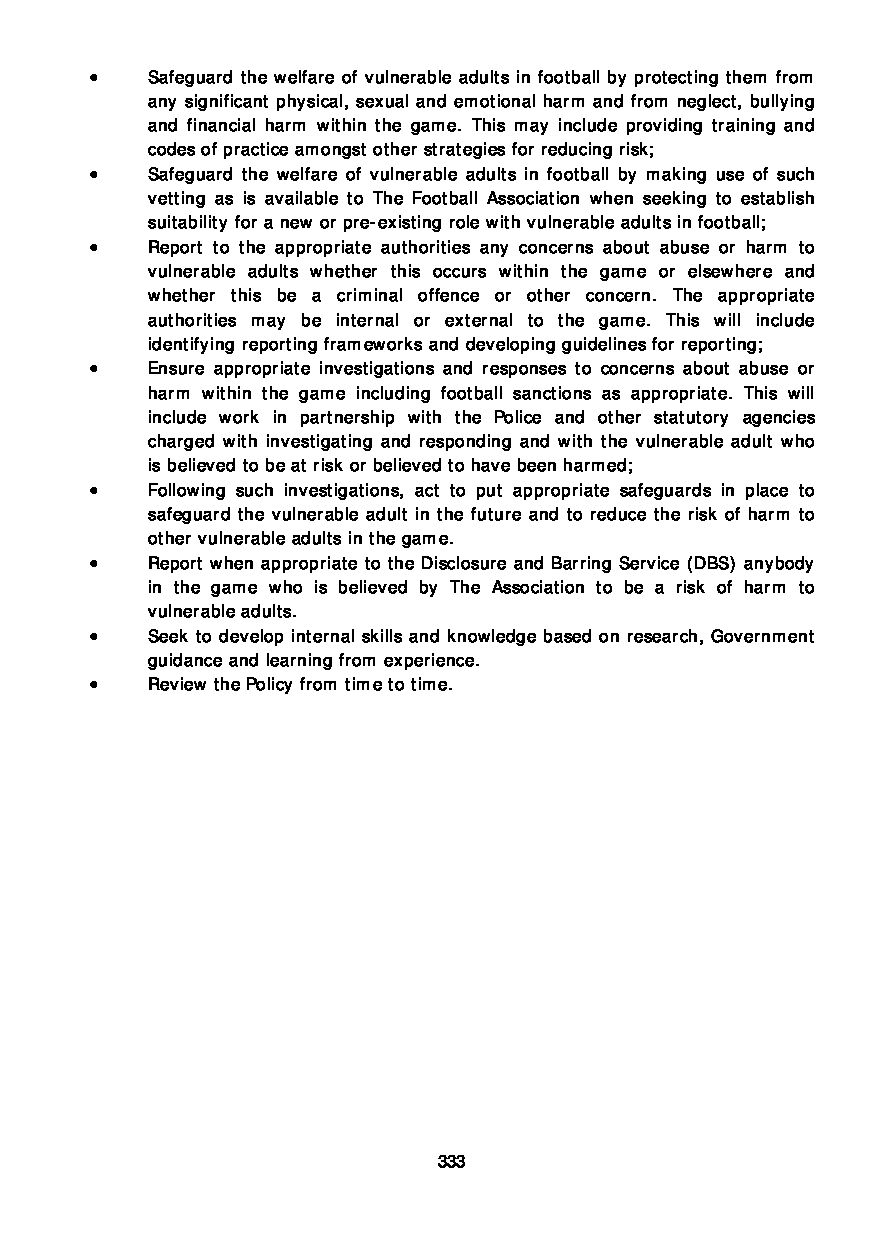 • Safeguard the welfare of vulnerable adults in football by protecting them from
any significant physical, sexual and emotional harm and from neglect, bullying
and financial harm within the game. This may include providing training and
codes of practice amongst other strategies for reducing risk;
• Safeguard the welfare of vulnerable adults in football by making use of such
vetting as is available to The Football Association when seeking to establish
suitability for a new or pre-existing role with vulnerable adults in football;
• Report to the appropriate authorities any concerns about abuse or harm to
vulnerable adults whether this occurs within the game or elsewhere and
whether this be a criminal offence or other concern. The appropriate
authorities may be internal or external to the game. This will include
identifying reporting frameworks and developing guidelines for reporting;
• Ensure appropriate investigations and responses to concerns about abuse or
harm within the game including football sanctions as appropriate. This will
include work in partnership with the Police and other statutory agencies
charged with investigating and responding and with the vulnerable adult who
is believed to be at risk or believed to have been harmed;
• Following such investigations, act to put appropriate safeguards in place to
safeguard the vulnerable adult in the future and to reduce the risk of harm to
other vulnerable adults in the game.
• Report when appropriate to the Disclosure and Barring Service (DBS) anybody
in the game who is believed by The Association to be a risk of harm to
vulnerable adults.
• Seek to develop internal skills and knowledge based on research, Government
guidance and learning from experience.
• Review the Policy from time to time.
333